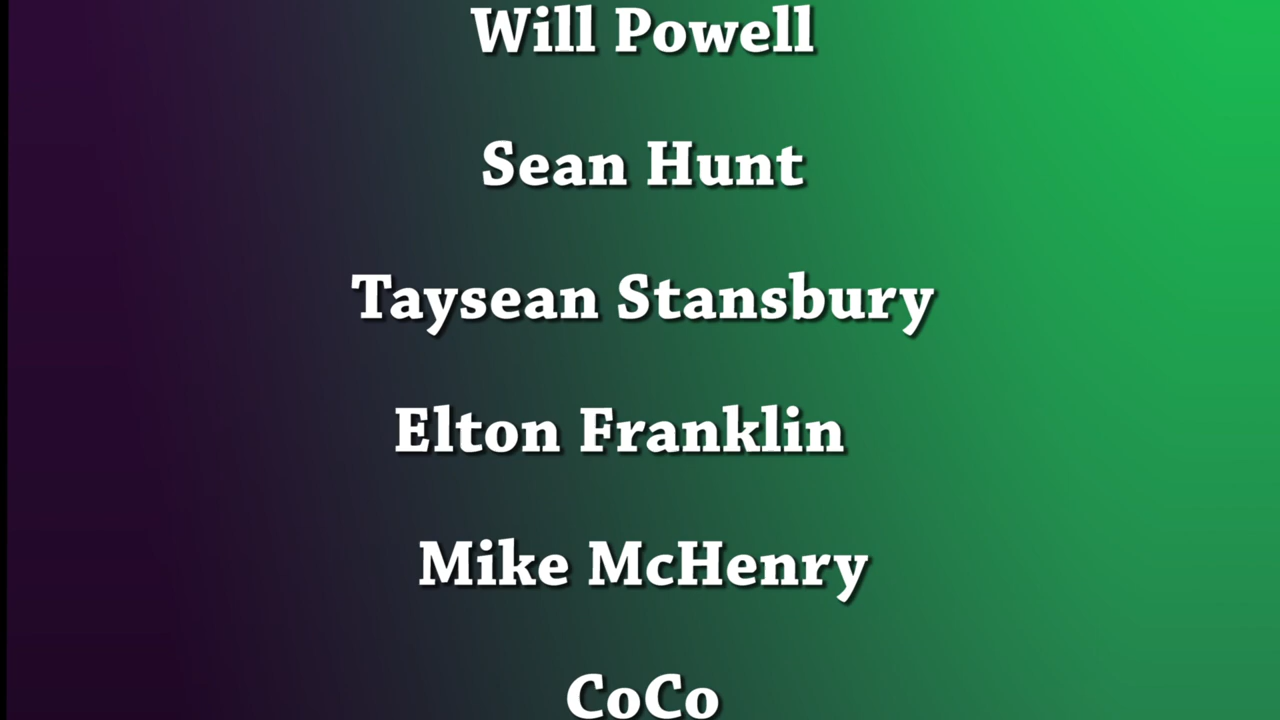 Will Powell
Sean Hunt
Taysean Stansbury
Elton Franklin
Mike McHenry
CoCo